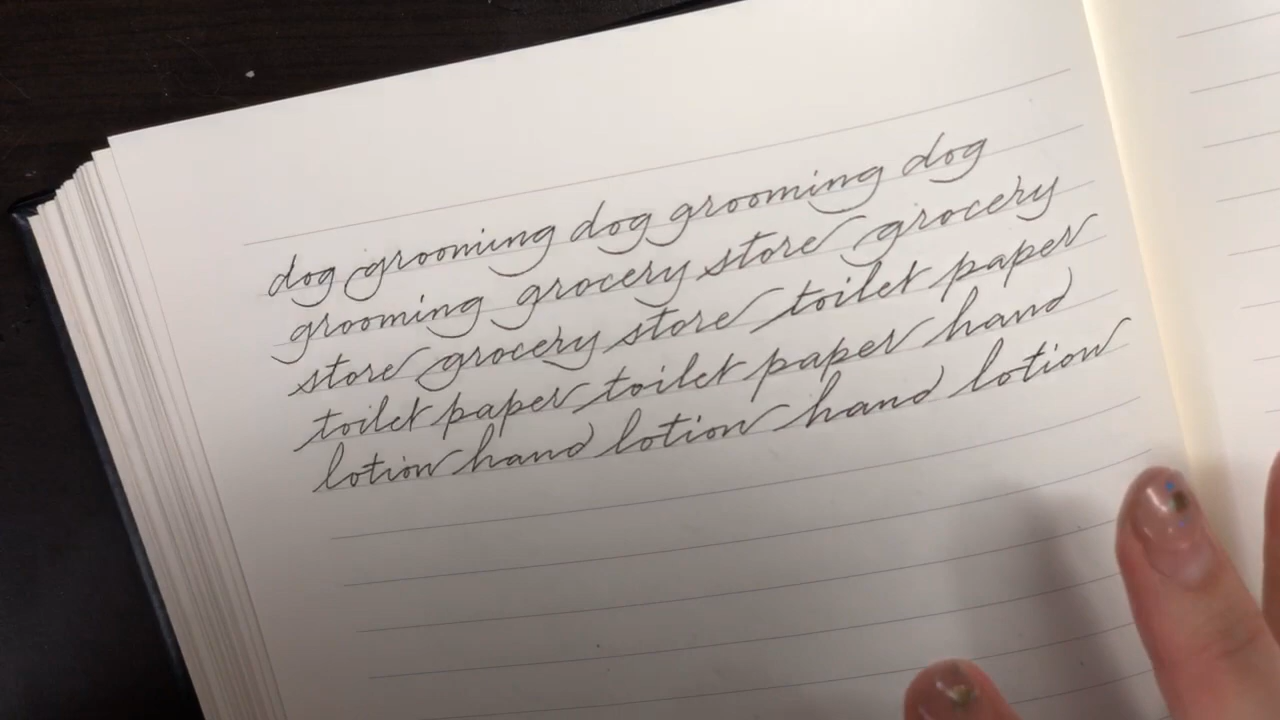 dog grooming dog grooming dog
grooming grocery store grocery
store grocery store toilet paper
toilet paper toilet paper hand
lotion hand lotion hand lotion